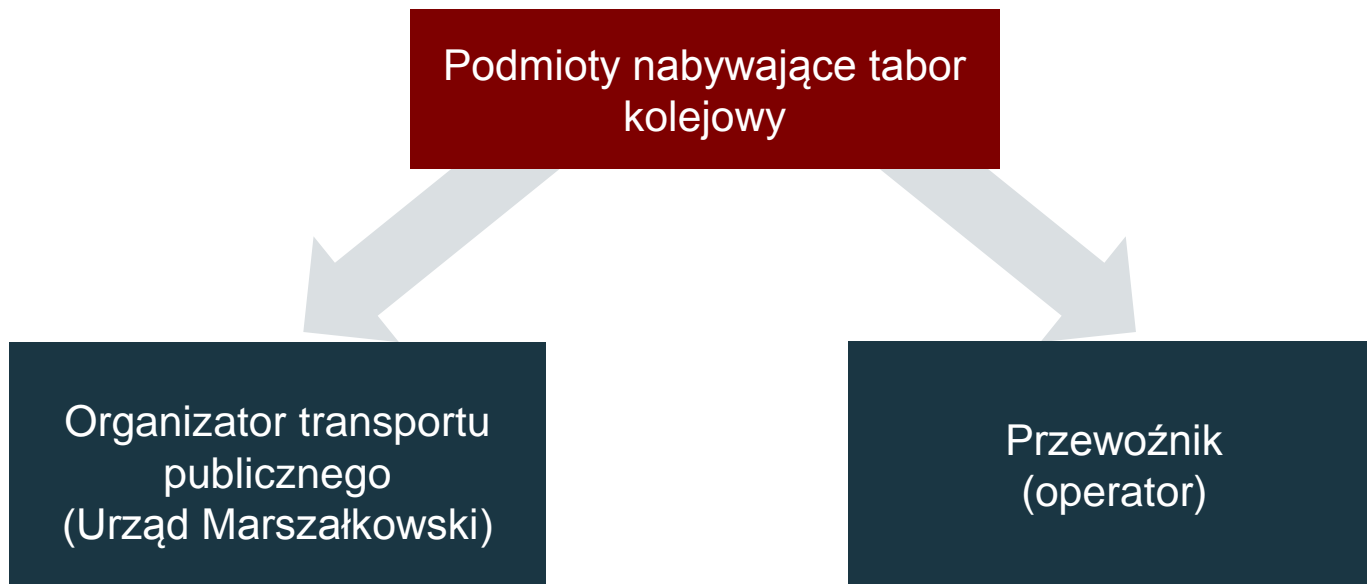 Podmioty nabywające tabor
kolejowy
Organizator transportu
publicznego
(Urząd Marszałkowski)
Przewoźnik
(operator)